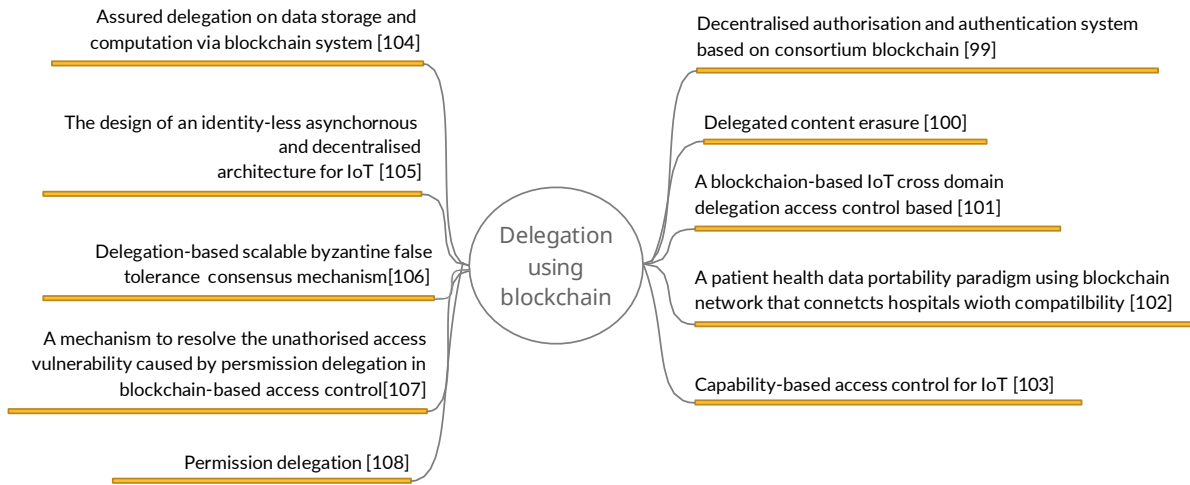 Assured delegation on data storage and
computation via blockchain system [104]
The design of an identity-less asynchornous
and decentralised
architecture for IoT [105]
Delegation-based scalable byzantine false
tolerance consensus mechanism[106]
A mechanism to resolve the unathorised access
vulnerability caused by persmission delegation in
blockchain-based access control[107]
Permission delegation [108]
Delegation
using
blockchain
Decentralised authorisation and authentication system
based on consortium blockchain [99]
Delegated content erasure [100]
A blockchaion-based IoT cross domain
delegation access control based [101]
A patient health data portability paradigm using blockchain
network that connetcts hospitals wioth compatilbility [102]
Capability-based access control for IoT [103]